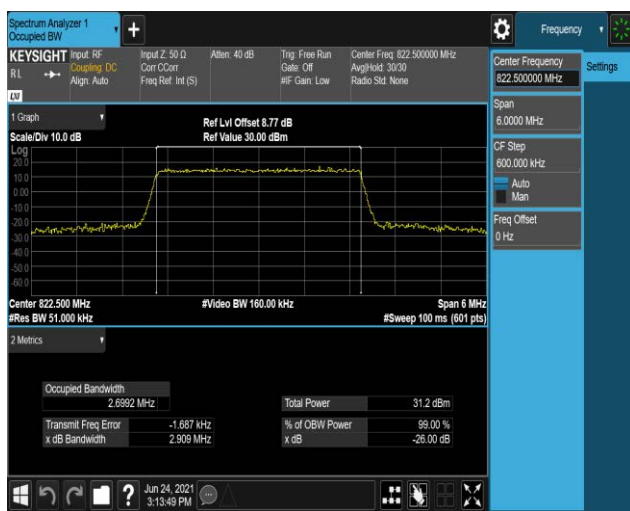 Spectrum Analyzer 1
Occupied BW
+
Frequency
KEYSIGHT Input: RF Input Z: 50 Ω Atten: 40 dB Trig: Free Run Center Freq: 822.500000 MHz
RL Coupling: DC Corr CCorr Gate: Off Avg|Hold: 30/30
Align: Auto Freq Ref: Int (S) #IF Gain: Low Radio Std: None
LXI
Center Frequency
822.500000 MHz
Settings
Span
6.0000 MHz
CF Step
600.000 kHz
Auto
Man
Freq Offset
0 Hz
1 Graph
Ref Lvl Offset 8.77 dB
Scale/Div 10.0 dB Ref Value 30.00 dBm
Log
20.0
10.0
0.00
-10.0
-20.0
-30.0
-40.0
-50.0
-60.0
Center 822.500 MHz #Video BW 160.00 kHz Span 6 MHz
#Res BW 51.000 kHz #Sweep 100 ms (601 pts)
2 Metrics
Occupied Bandwidth
2.6992 MHz Total Power 31.2 dBm
Transmit Freq Error -1.687 kHz % of OBW Power 99.00 %
x dB Bandwidth 2.909 MHz x dB -26.00 dB
?
Jun 24, 2021
3:13:49 PM